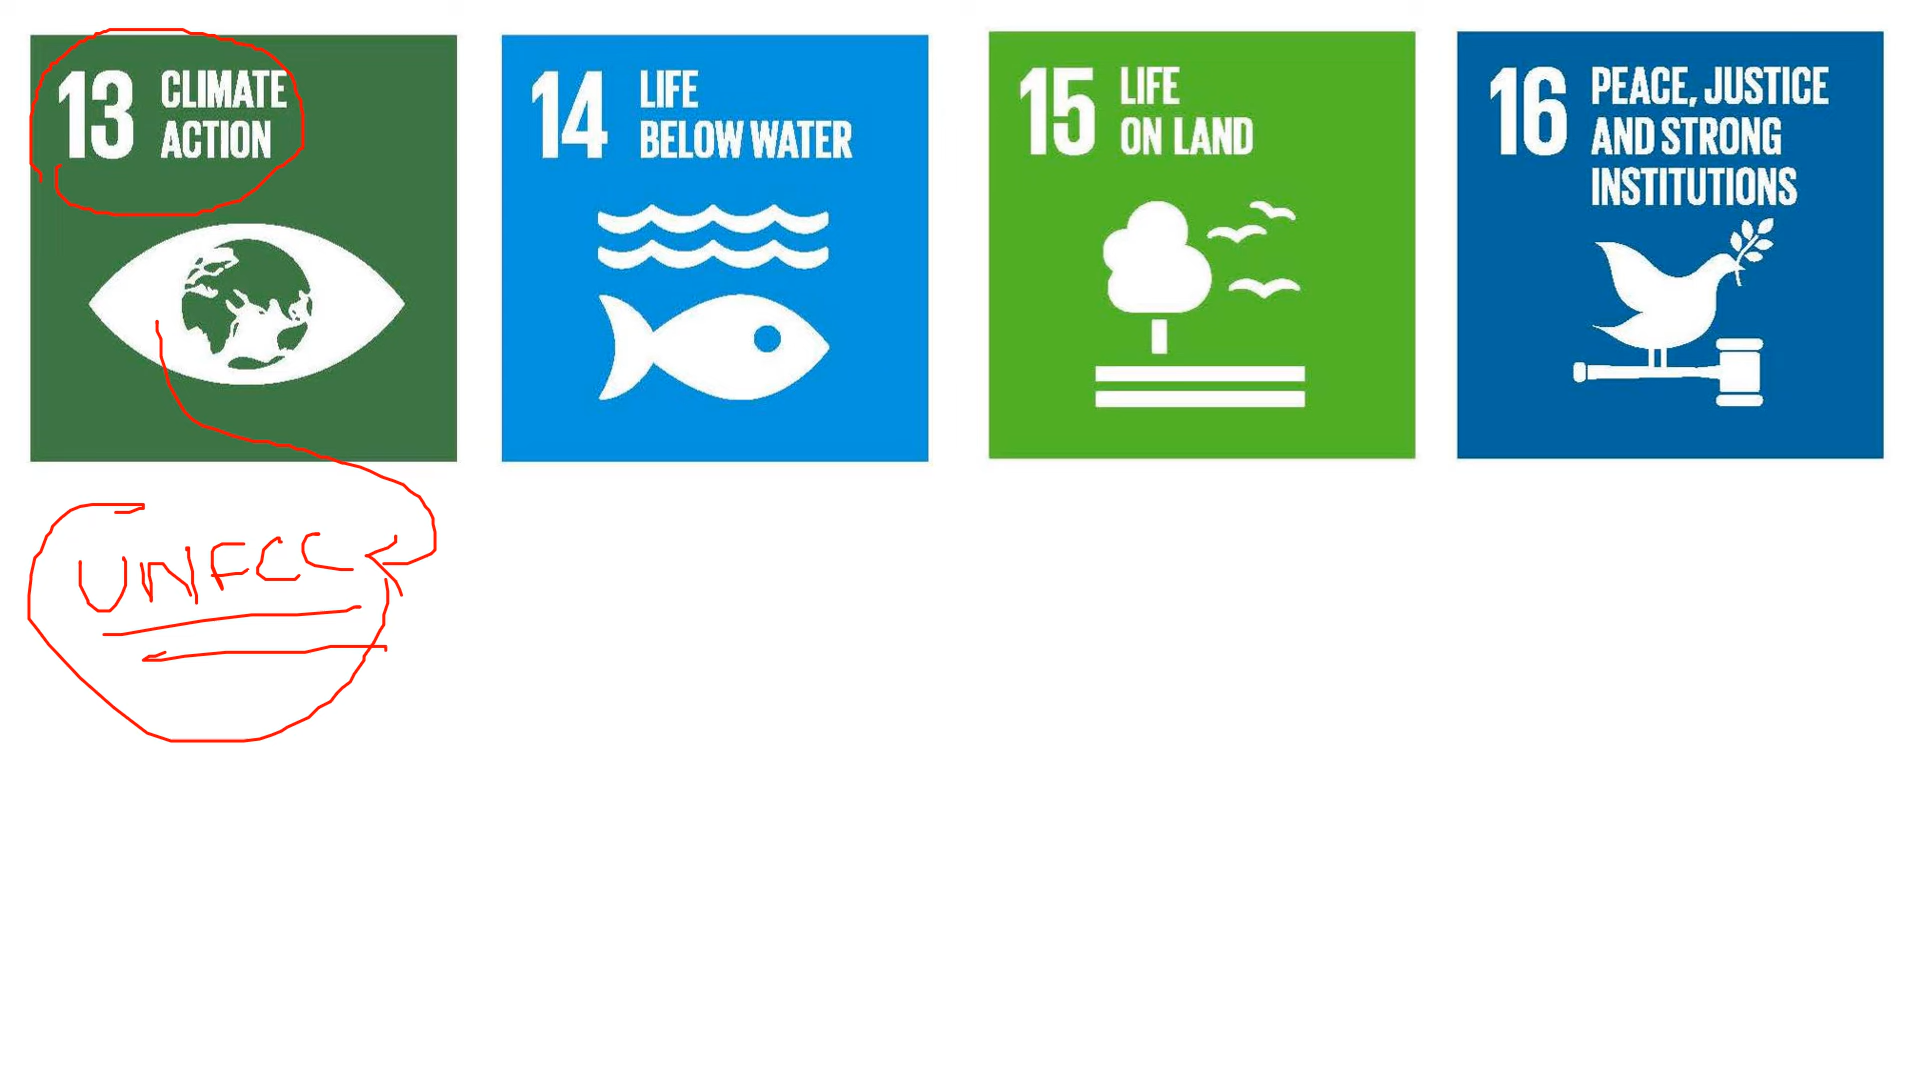 13 CLIMATE
ACTION
14 LIFE
BELOW WATER
15 LIFE
ON LAND
16 PEACE, JUSTICE
AND STRONG
INSTITUTIONS
UNFCC